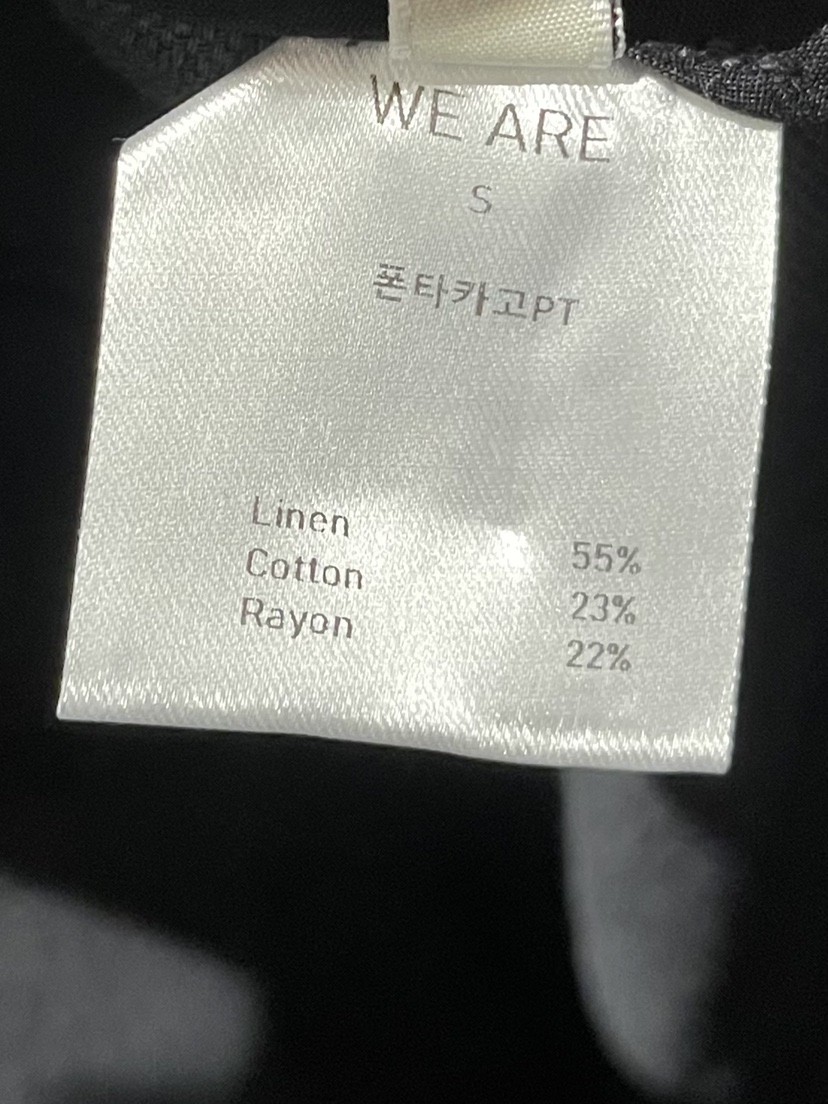 WE ARE
S
폰타카고PT
Linen 55%
Cotton 23%
Rayon 22%